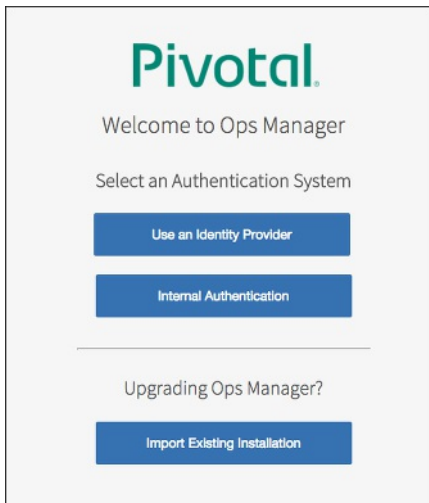 Pivotal.
Welcome to Ops Manager
Select an Authentication System
Use an Identity Provider
Internal Authentication
Upgrading Ops Manager?
Import Existing Installation